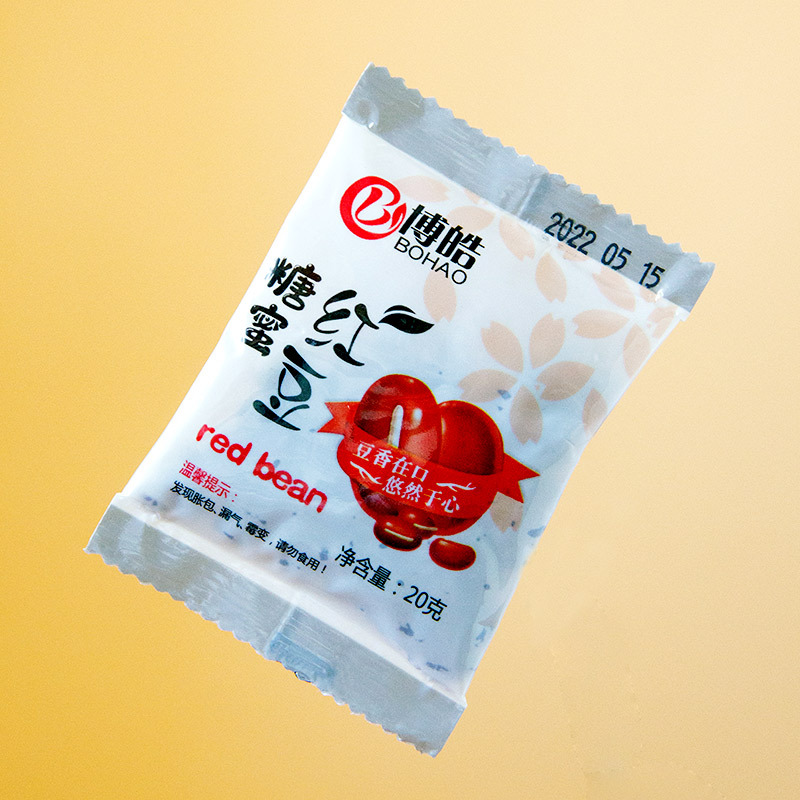 2022 05 15
博皓
BOHAO
糖蜜
红豆
red bean
豆香在口
悠然于心
温馨提示：
发现胀包、漏气、霉变，请勿食用！
净含量：20克